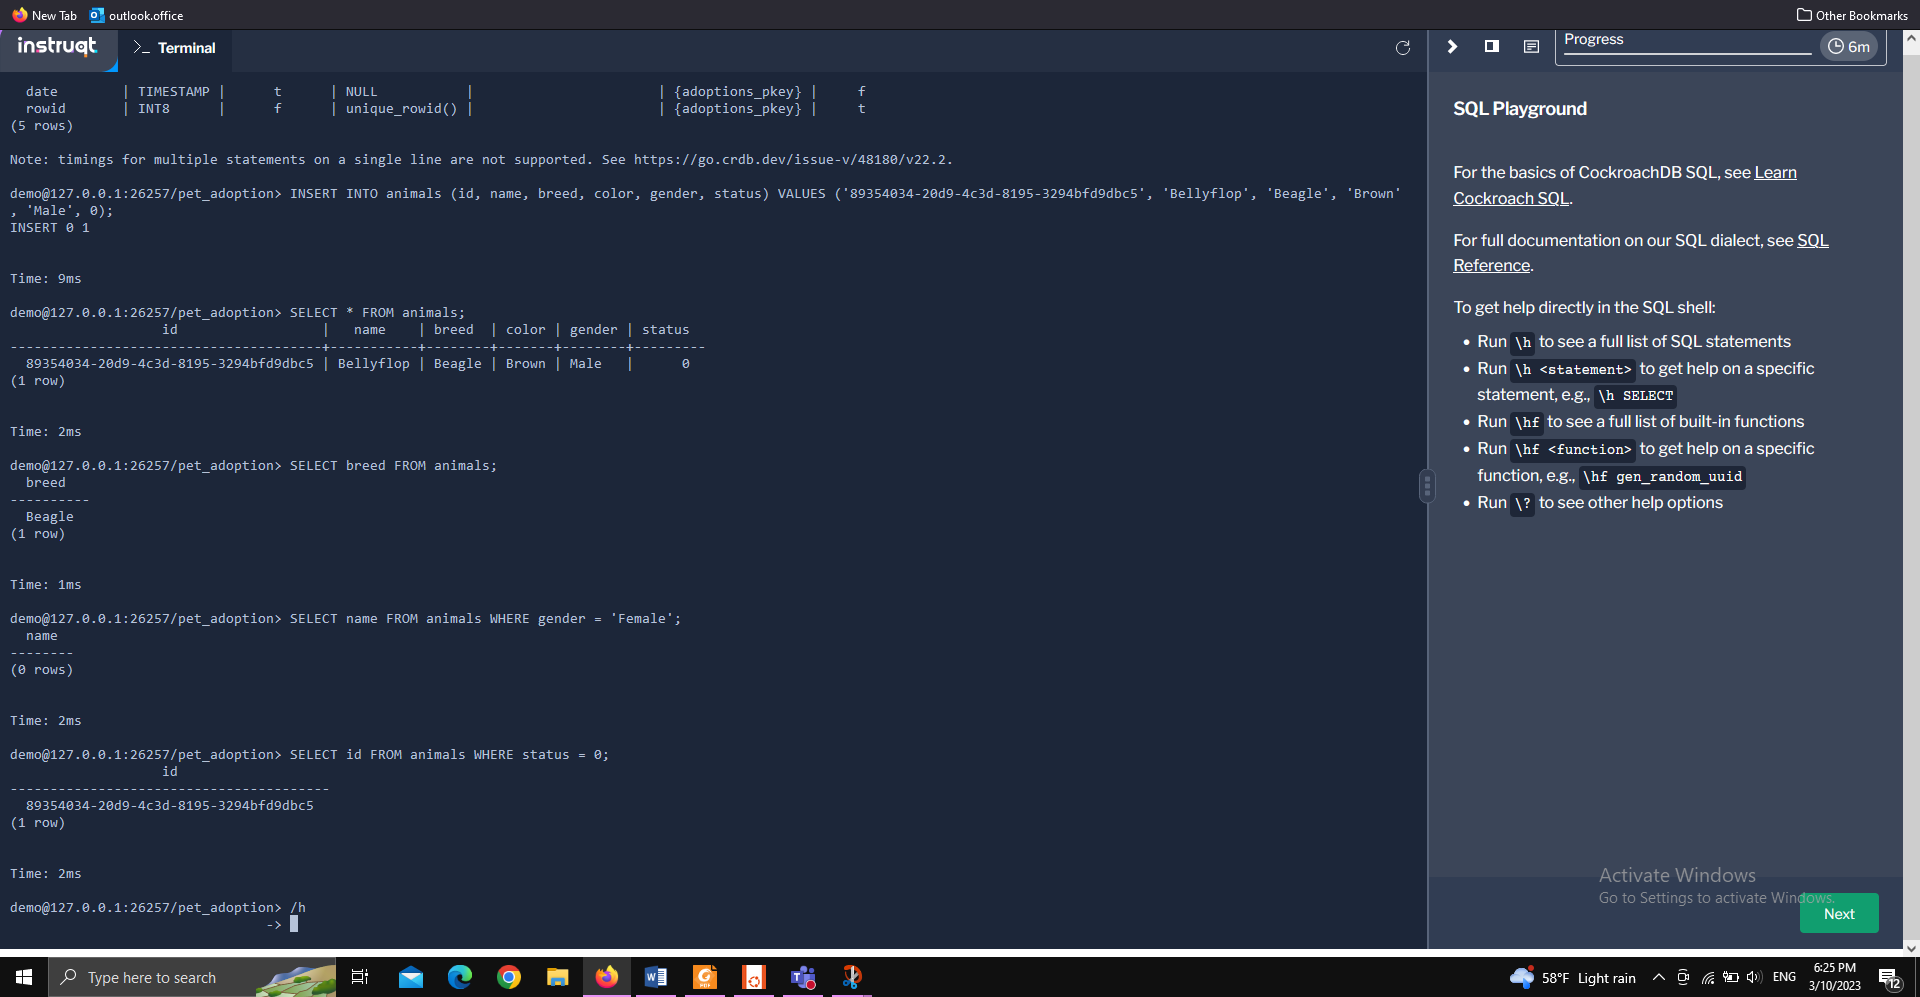 New Tab
outlook.office
Other Bookmarks
instruqt
>_ Terminal
Progress
6m
date | TIMESTAMP | t | NULL | | {adoptions_pkey} | f
rowid | INT8 | f | unique_rowid() | | {adoptions_pkey} | t
(5 rows)
Note: timings for multiple statements on a single line are not supported. See https://go.crdb.dev/issue-v/48180/v22.2.
demo@127.0.0.1:26257/pet_adoption> INSERT INTO animals (id, name, breed, color, gender, status) VALUES ('89354034-20d9-4c3d-8195-3294bfd9dbc5', 'Bellyflop', 'Beagle', 'Brown'
, 'Male', 0);
INSERT 0 1
Time: 9ms
demo@127.0.0.1:26257/pet_adoption> SELECT * FROM animals;
id | name | breed | color | gender | status
---------------------------------------+-----------+--------+-------+--------+---------
89354034-20d9-4c3d-8195-3294bfd9dbc5 | Bellyflop | Beagle | Brown | Male | 0
(1 row)
Time: 2ms
demo@127.0.0.1:26257/pet_adoption> SELECT breed FROM animals;
breed
----------
Beagle
(1 row)
Time: 1ms
demo@127.0.0.1:26257/pet_adoption> SELECT name FROM animals WHERE gender = 'Female';
name
--------
(0 rows)
Time: 2ms
demo@127.0.0.1:26257/pet_adoption> SELECT id FROM animals WHERE status = 0;
id
----------------------------------------
89354034-20d9-4c3d-8195-3294bfd9dbc5
(1 row)
Time: 2ms
demo@127.0.0.1:26257/pet_adoption> /h
->
SQL Playground
For the basics of CockroachDB SQL, see Learn
Cockroach SQL.
For full documentation on our SQL dialect, see SQL
Reference.
To get help directly in the SQL shell:
• Run \h to see a full list of SQL statements
• Run \h <statement> to get help on a specific
statement, e.g., \h SELECT
• Run \hf to see a full list of built-in functions
• Run \hf <function> to get help on a specific
function, e.g., \hf gen_random_uuid
• Run \? to see other help options
Activate Windows
Go to Settings to activate Windows.
Next
Type here to search
58°F Light rain
ENG
6:25 PM
3/10/2023
12